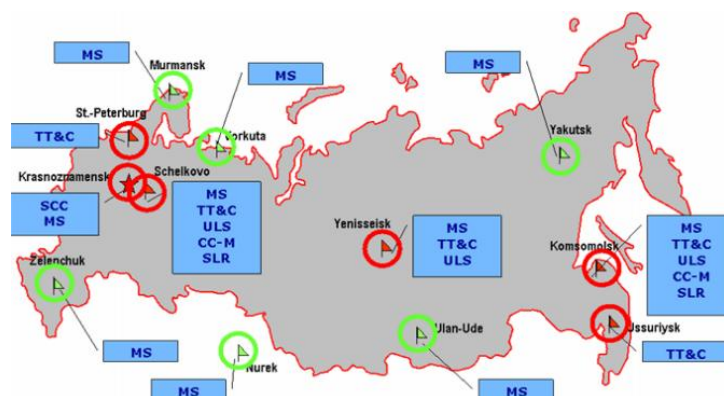 MS
Murmansk
MS
MS
St.-Peterburg
TT&C
Vorkuta
Yakutsk
Krasnoznamensk
Schelkovo
SCC
MS
MS
TT&C
ULS
CC-M
SLR
Yenisseisk
MS
TT&C
ULS
Komsomolsk
MS
TT&C
ULS
CC-M
SLR
Zelenchuk
MS
Nurek
MS
Ulan-Ude
MS
Ussuriysk
TT&C